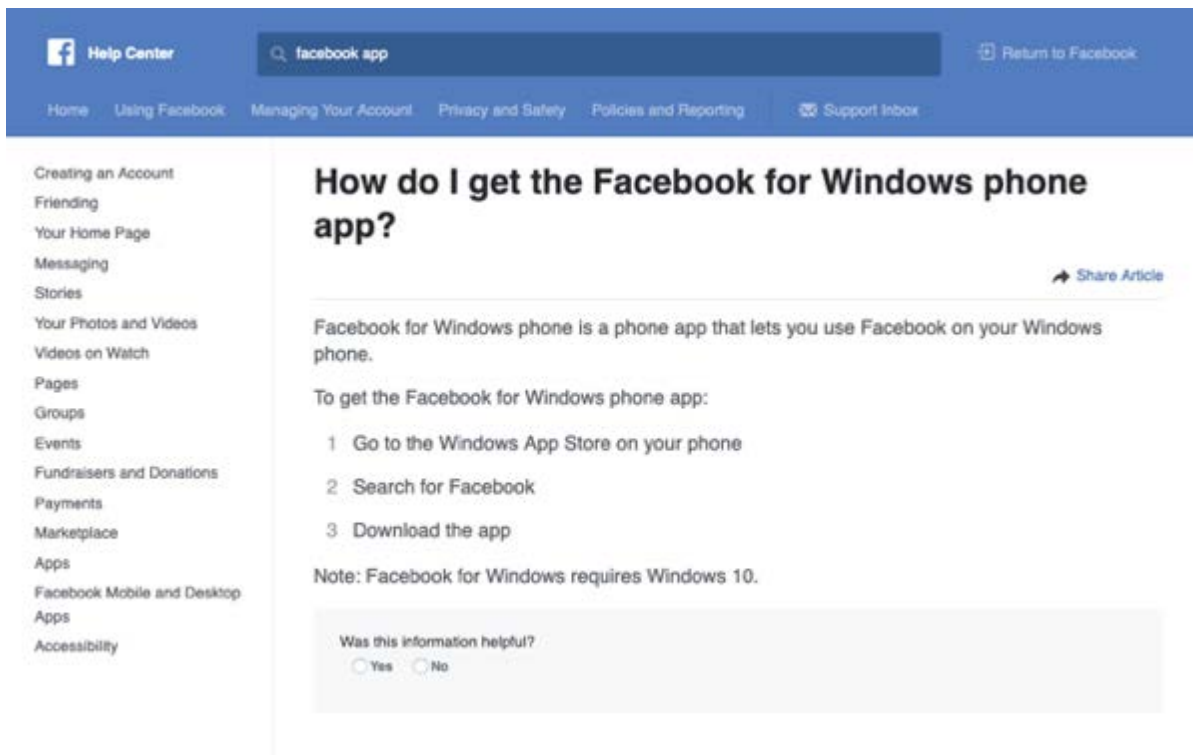 Help Center
facebook app
Return to Facebook
Home Using Facebook Managing Your Account Privacy and Safety Policies and Reporting Support Inbox
Creating an Account
Friending
Your Home Page
Messaging
Stories
Your Photos and Videos
Videos on Watch
Pages
Groups
Events
Fundraisers and Donations
Payments
Marketplace
Apps
Facebook Mobile and Desktop
Apps
Accessibility
How do I get the Facebook for Windows phone
app?
Share Article
Facebook for Windows phone is a phone app that lets you use Facebook on your Windows
phone.
To get the Facebook for Windows phone app:
1 Go to the Windows App Store on your phone
2 Search for Facebook
3 Download the app
Note: Facebook for Windows requires Windows 10.
Was this information helpful?
Yes No